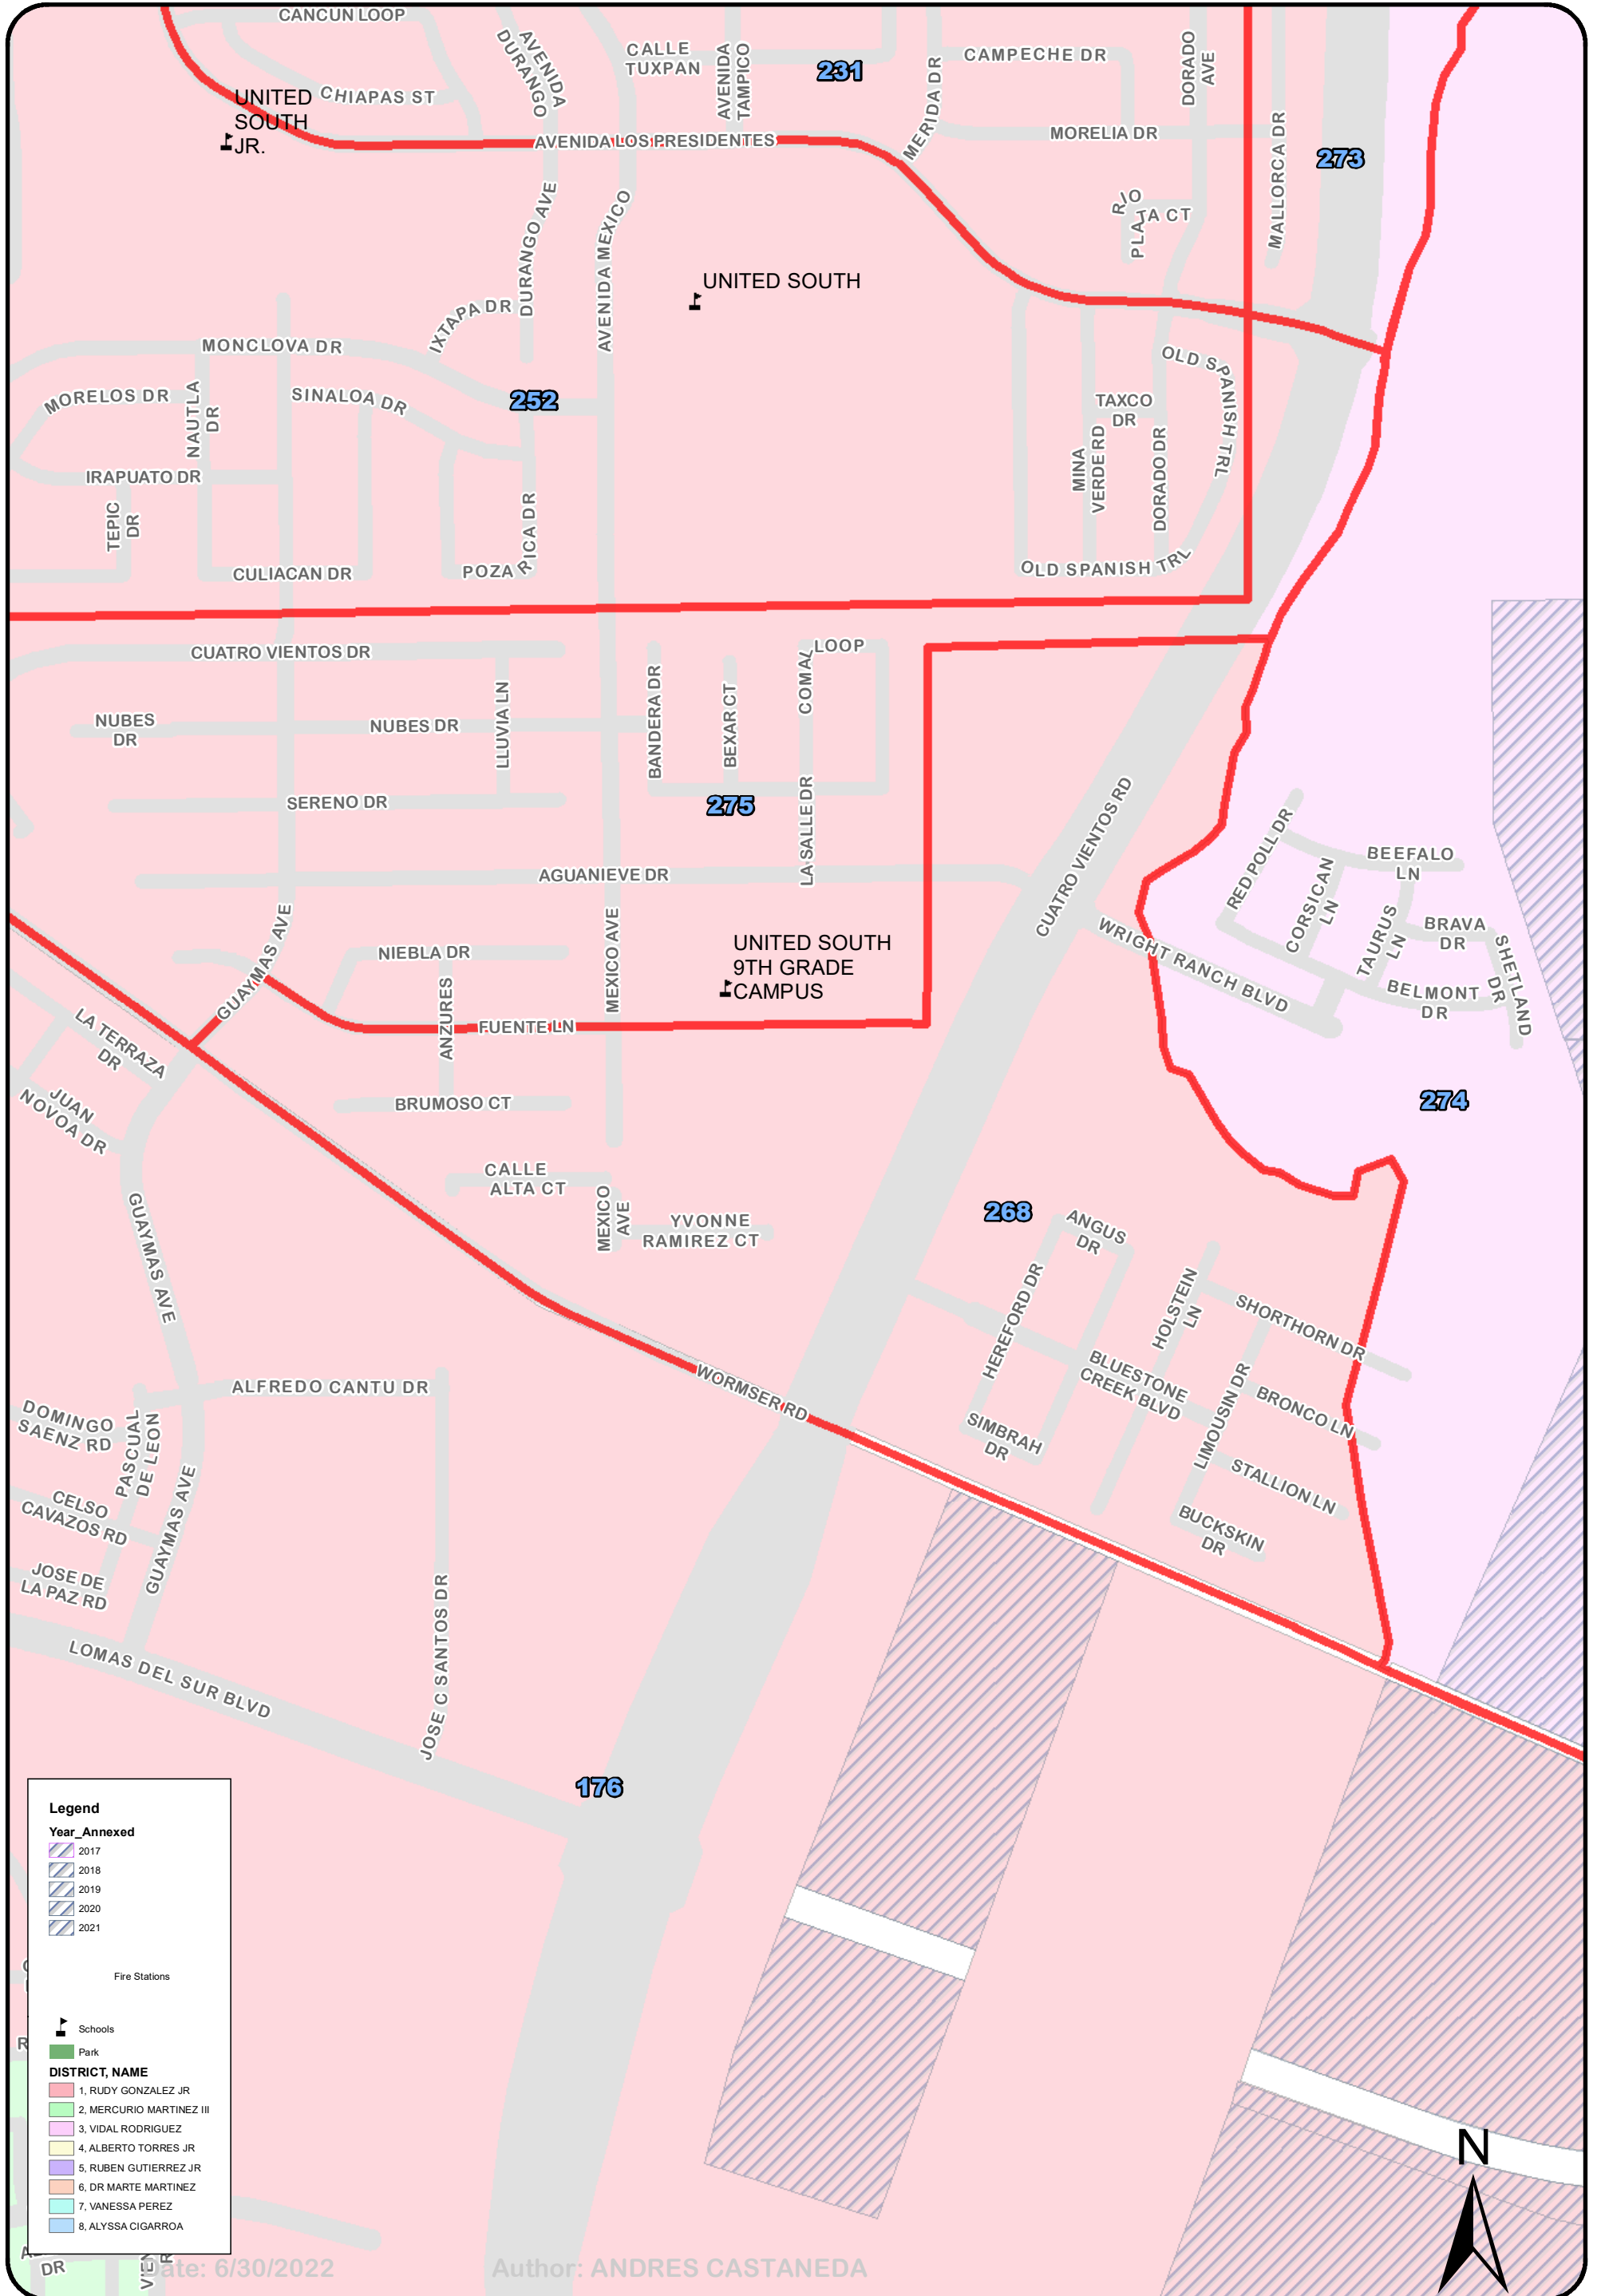 CANCUN LOOP
AVENIDA
DURANGO
CALLE
TUXPAN
AVENIDA
TAMPICO
231
MERIDA DR
CAMPECHE DR
DORADO
AVE
CHIAPAS ST
UNITED
SOUTH
JR.
AVENIDA LOS PRESIDENTES
MORELIA DR
MALLORCA DR
273
RIO
PLATA CT
DURANGO AVE
AVENIDA MEXICO
UNITED SOUTH
IXTAPA DR
MONCLOVA DR
OLD SPANISH TRL
MORELOS DR
NAUTLA
DR
SINALOA DR
252
TAXCO
DR
MINA
VERDE RD
DORADO DR
IRAPUATO DR
TEPIC
DR
CULIACAN DR
POZA RICA DR
OLD SPANISH TRL
CUATRO VIENTOS DR
COMAL LOOP
LLUVIA LN
BANDERA DR
BEXAR CT
NUBES
DR
NUBES DR
SERENO DR
275
LA SALLE DR
CUATRO VIENTOS RD
RED POLL DR
BEEFALO
LN
CORSICAN
LN
TAURUS
LN
BRAVA
DR
SHETLAND
DR
AGUANIEVE DR
GUAYMAS AVE
NIEBLA DR
MEXICO AVE
UNITED SOUTH
9TH GRADE
CAMPUS
WRIGHT RANCH BLVD
BELMONT
DR
ANZURES
FUENTE LN
LA TERRAZA
DR
JUAN
NOVOA DR
BRUMOSO CT
274
CALLE
ALTA CT
MEXICO
AVE
YVONNE
RAMIREZ CT
268
ANGUS
DR
GUAYMAS AVE
HEREFORD DR
HOLSTEIN
LN
SHORTHORN DR
BLUESTONE
CREEK BLVD
LIMOUSIN DR
BRONCO LN
WORMSER RD
ALFREDO CANTU DR
DOMINGO
SAENZ RD
PASCUAL
DE LEON
SIMBRAH
DR
STALLION LN
BUCKSKIN
DR
CELSO
CAVAZOS RD
GUAYMAS AVE
JOSE DE
LA PAZ RD
JOSE C SANTOS DR
LOMAS DEL SUR BLVD
176
Legend
Year_Annexed
2017
2018
2019
2020
2021
Fire Stations
Schools
Park
DISTRICT, NAME
1, RUDY GONZALEZ JR
2, MERCURIO MARTINEZ III
3, VIDAL RODRIGUEZ
4, ALBERTO TORRES JR
5, RUBEN GUTIERREZ JR
6, DR MARTE MARTINEZ
7, VANESSA PEREZ
8, ALYSSA CIGARROA
N
DR
Date: 6/30/2022
Author: ANDRES CASTANEDA